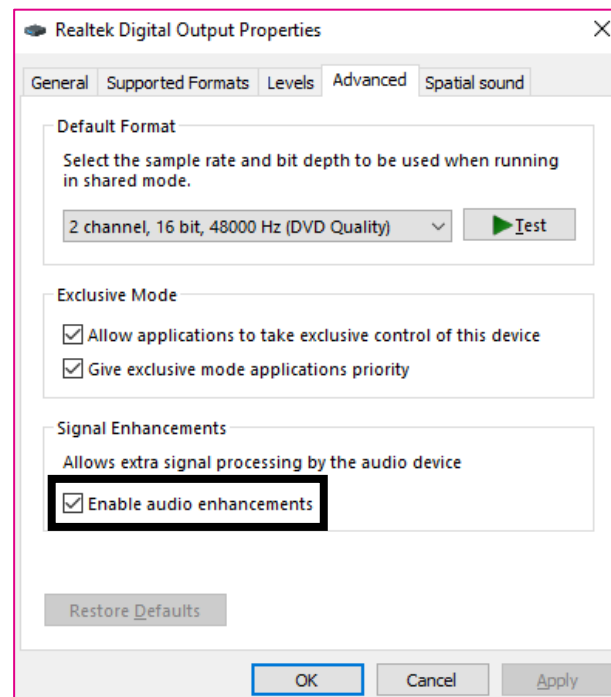 Realtek Digital Output Properties
General Supported Formats Levels Advanced Spatial sound
Default Format
Select the sample rate and bit depth to be used when running
in shared mode.
2 channel, 16 bit, 48000 Hz (DVD Quality) Test
Exclusive Mode
Allow applications to take exclusive control of this device
Give exclusive mode applications priority
Signal Enhancements
Allows extra signal processing by the audio device
Enable audio enhancements
Restore Defaults
OK Cancel Apply